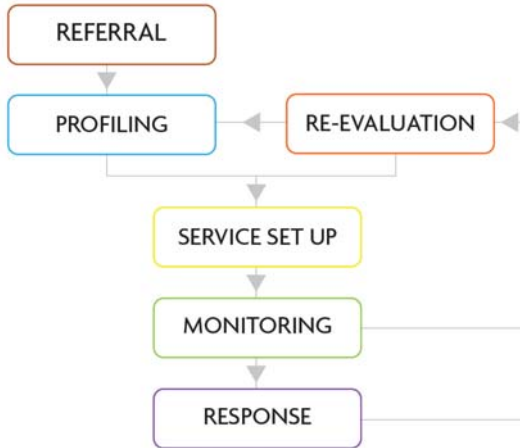 REFERRAL
PROFILING
RE-EVALUATION
SERVICE SET UP
MONITORING
RESPONSE